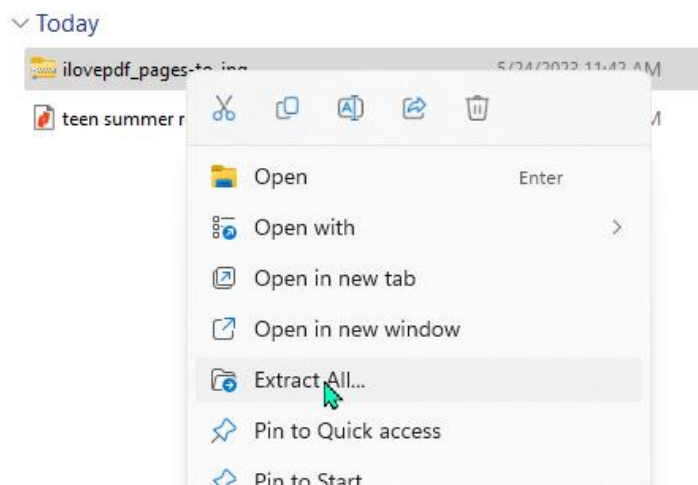 Today
ilovepdf_pages-to-jpg 5/24/2023 11:42 AM
teen summer r
Open Enter
Open with
Open in new tab
Open in new window
Extract All...
Pin to Quick access
Pin to Start